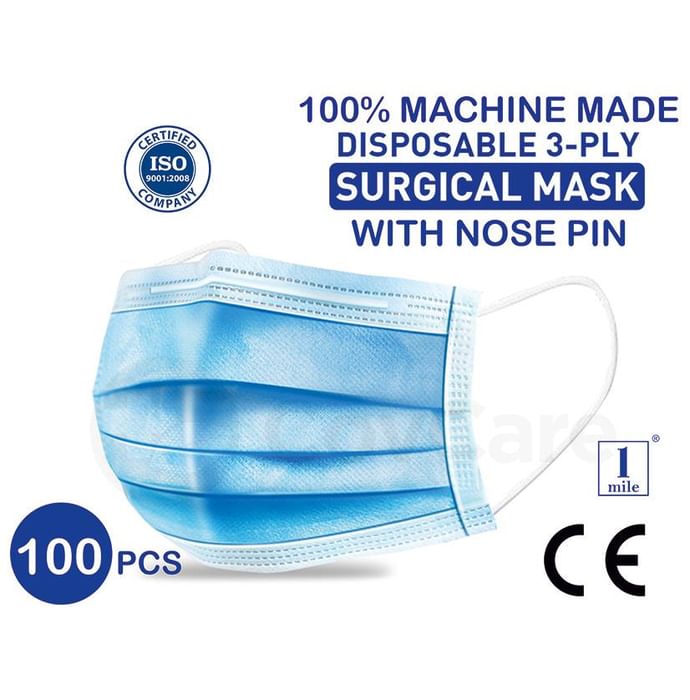 100% MACHINE MADE
DISPOSABLE 3-PLY
SURGICAL MASK
WITH NOSE PIN
CERTIFIED
ISO
9001:2008
COMPANY
CovCare
1
mile
®
100 PCS
CE